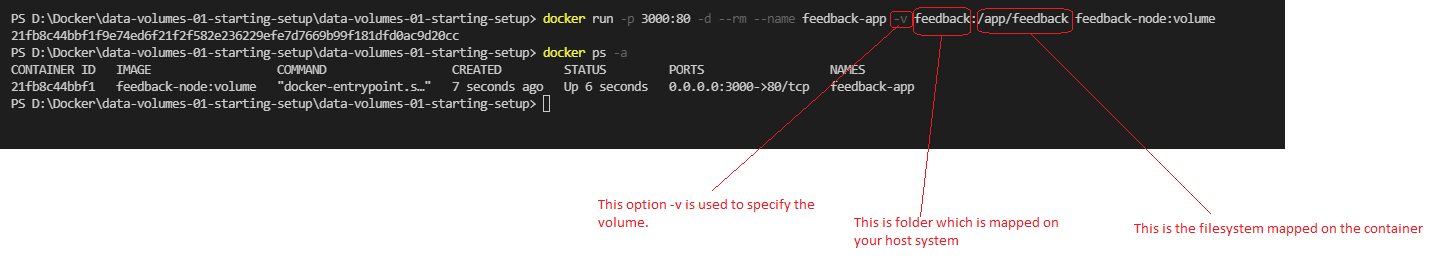 PS D:\Docker\data-volumes-01-starting-setup\data-volumes-01-starting-setup> docker run -p 3000:80 -d --rm --name feedback-app -v feedback:/app/feedback feedback-node:volume
21fb8c44bbf1f9e74ed6f21f2f582e236229efe7d7669b99f181dfd0ac9d20cc
PS D:\Docker\data-volumes-01-starting-setup\data-volumes-01-starting-setup> docker ps -a
CONTAINER ID   IMAGE                  COMMAND                  CREATED         STATUS         PORTS                  NAMES
21fb8c44bbf1   feedback-node:volume   "docker-entrypoint.s…"   7 seconds ago   Up 6 seconds   0.0.0.0:3000->80/tcp   feedback-app
PS D:\Docker\data-volumes-01-starting-setup\data-volumes-01-starting-setup>
This option -v is used to specify the
volume.
This is folder which is mapped on
your host system
This is the filesystem mapped on the container